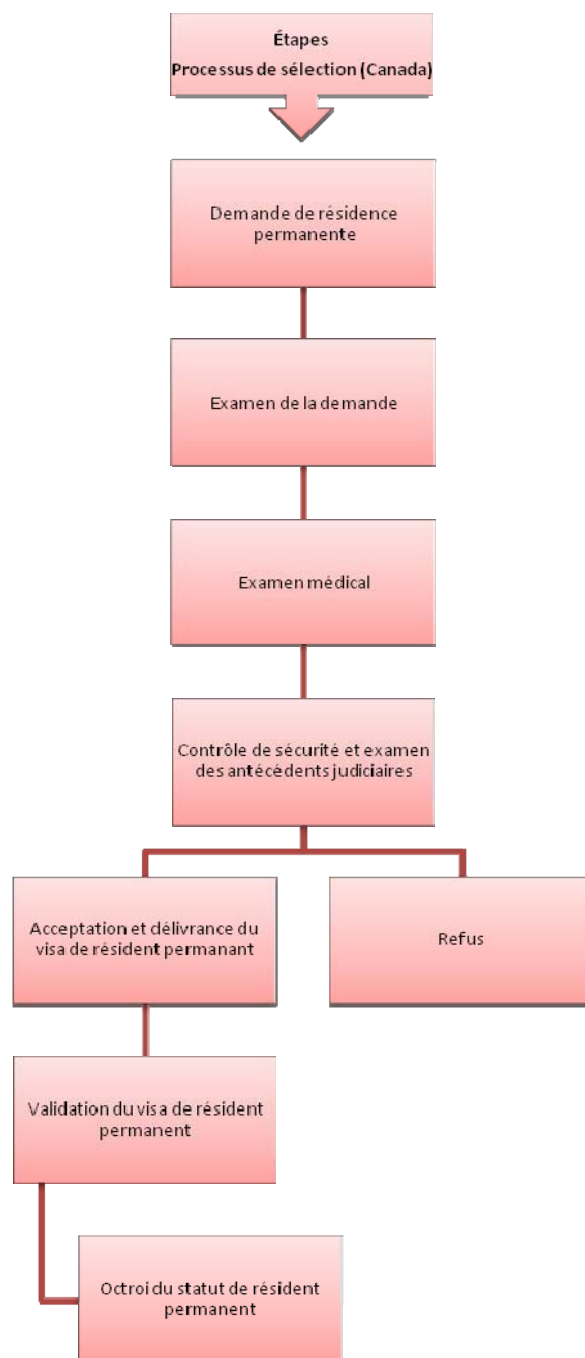 Étapes
Processus de sélection (Canada)
Demande de résidence
permanente
Examen de la demande
Examen médical
Contrôle de sécurité et examen
des antécédents judiciaires
Acceptation et délivrance du
visa de résident permanant
Refus
Validation du visa de résident
permanent
Octroi du statut de résident
permanent